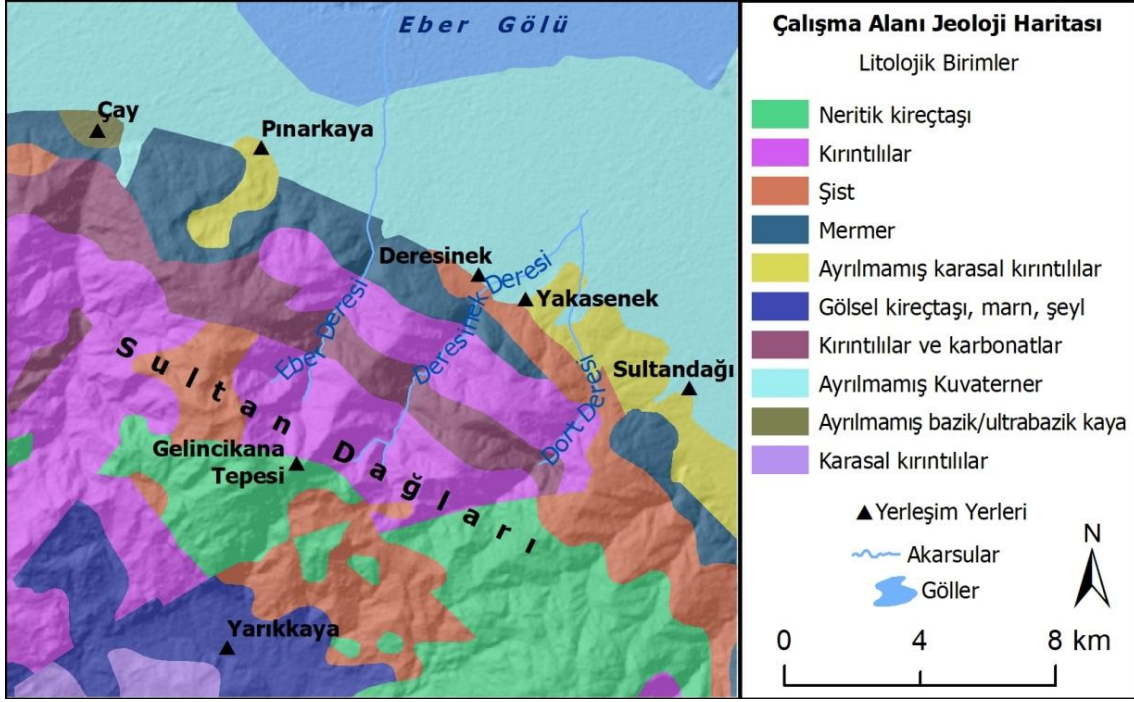 Eber Gölü
Çay
Pınarkaya
Deresinek
Yakasenek
Sultandağı
Eber Deresi
Deresinek Deresi
Dort Deresi
Sultan Dağları
Gelincikana
Tepesi
Yarıkkaya
Çalışma Alanı Jeoloji Haritası
Litolojik Birimler
Neritik kireçtaşı
Kırıntılılar
Şist
Mermer
Ayrılmamış karasal kırıntılılar
Gölsel kireçtaşı, marn, şeyl
Kırıntılılar ve karbonatlar
Ayrılmamış Kuvaterner
Ayrılmamış bazik/ultrabazik kaya
Karasal kırıntılılar
Yerleşim Yerleri
Akarsular
Göller
N
0 4 8 km